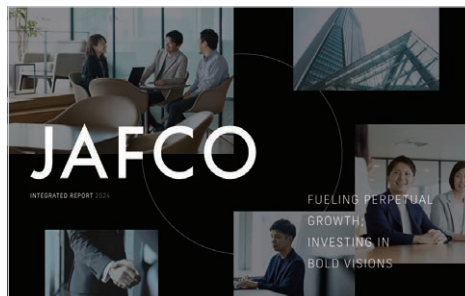 JAFCO
INTEGRATED REPORT 2024
FUELING PERPETUAL
GROWTH:
INVESTING IN
BOLD VISIONS